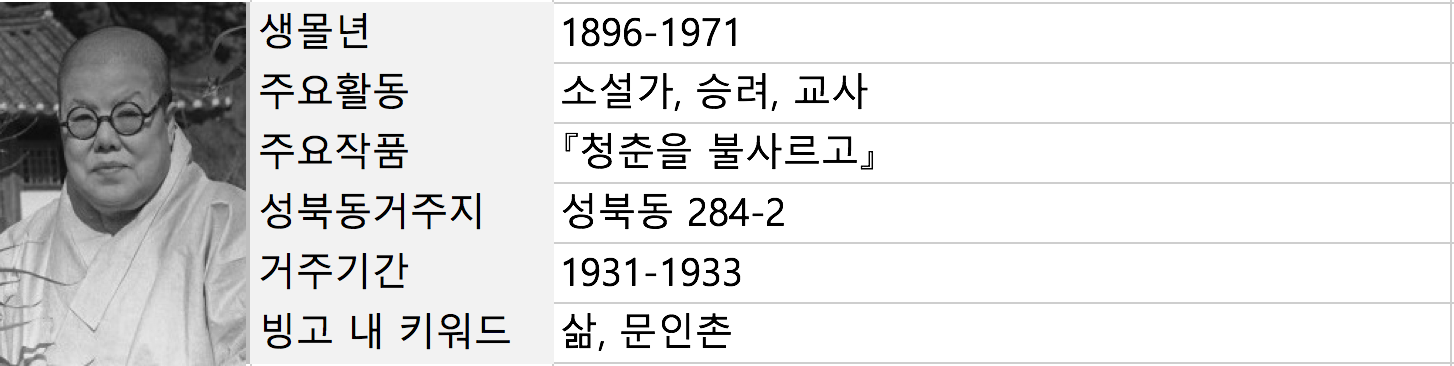 생몰년 1896-1971
주요활동 소설가, 승려, 교사
주요작품 『청춘을 불사르고』
성북동거주지 성북동 284-2
거주기간 1931-1933
빙고 내 키워드 삶, 문인촌